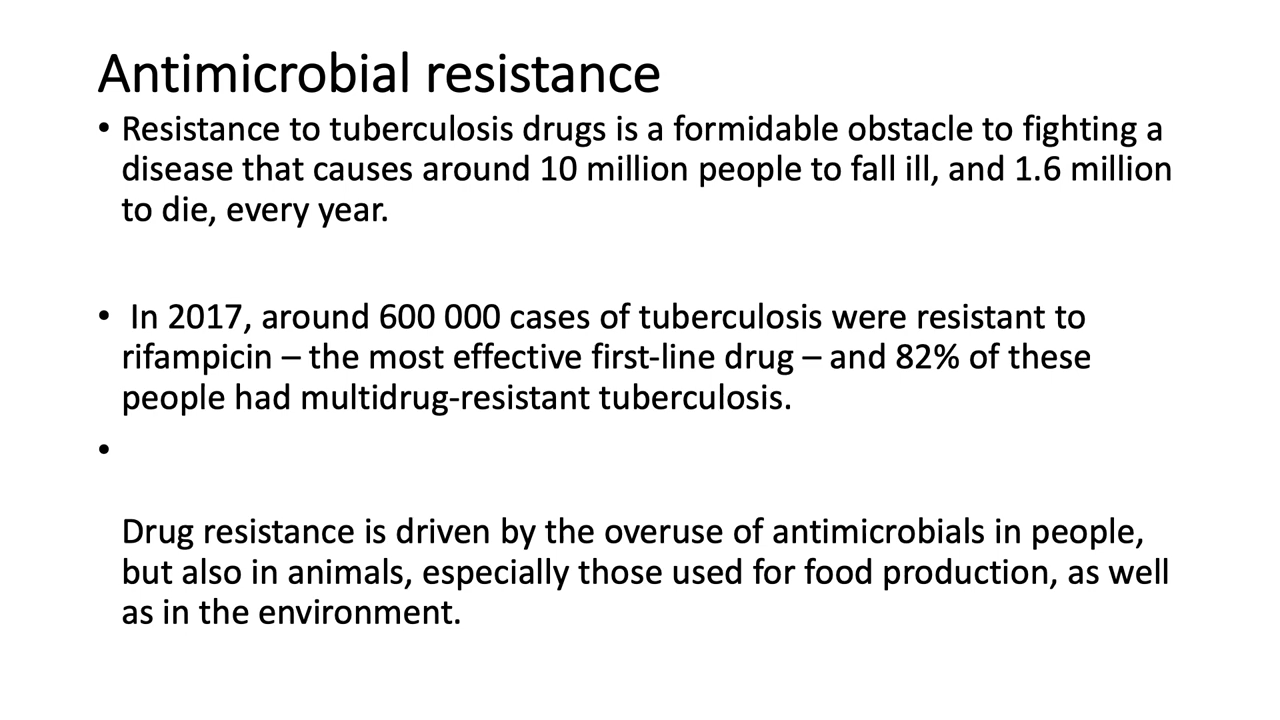 Antimicrobial resistance
• Resistance to tuberculosis drugs is a formidable obstacle to fighting a
disease that causes around 10 million people to fall ill, and 1.6 million
to die, every year.
• In 2017, around 600 000 cases of tuberculosis were resistant to
rifampicin – the most effective first-line drug – and 82% of these
people had multidrug-resistant tuberculosis.
•
Drug resistance is driven by the overuse of antimicrobials in people,
but also in animals, especially those used for food production, as well
as in the environment.